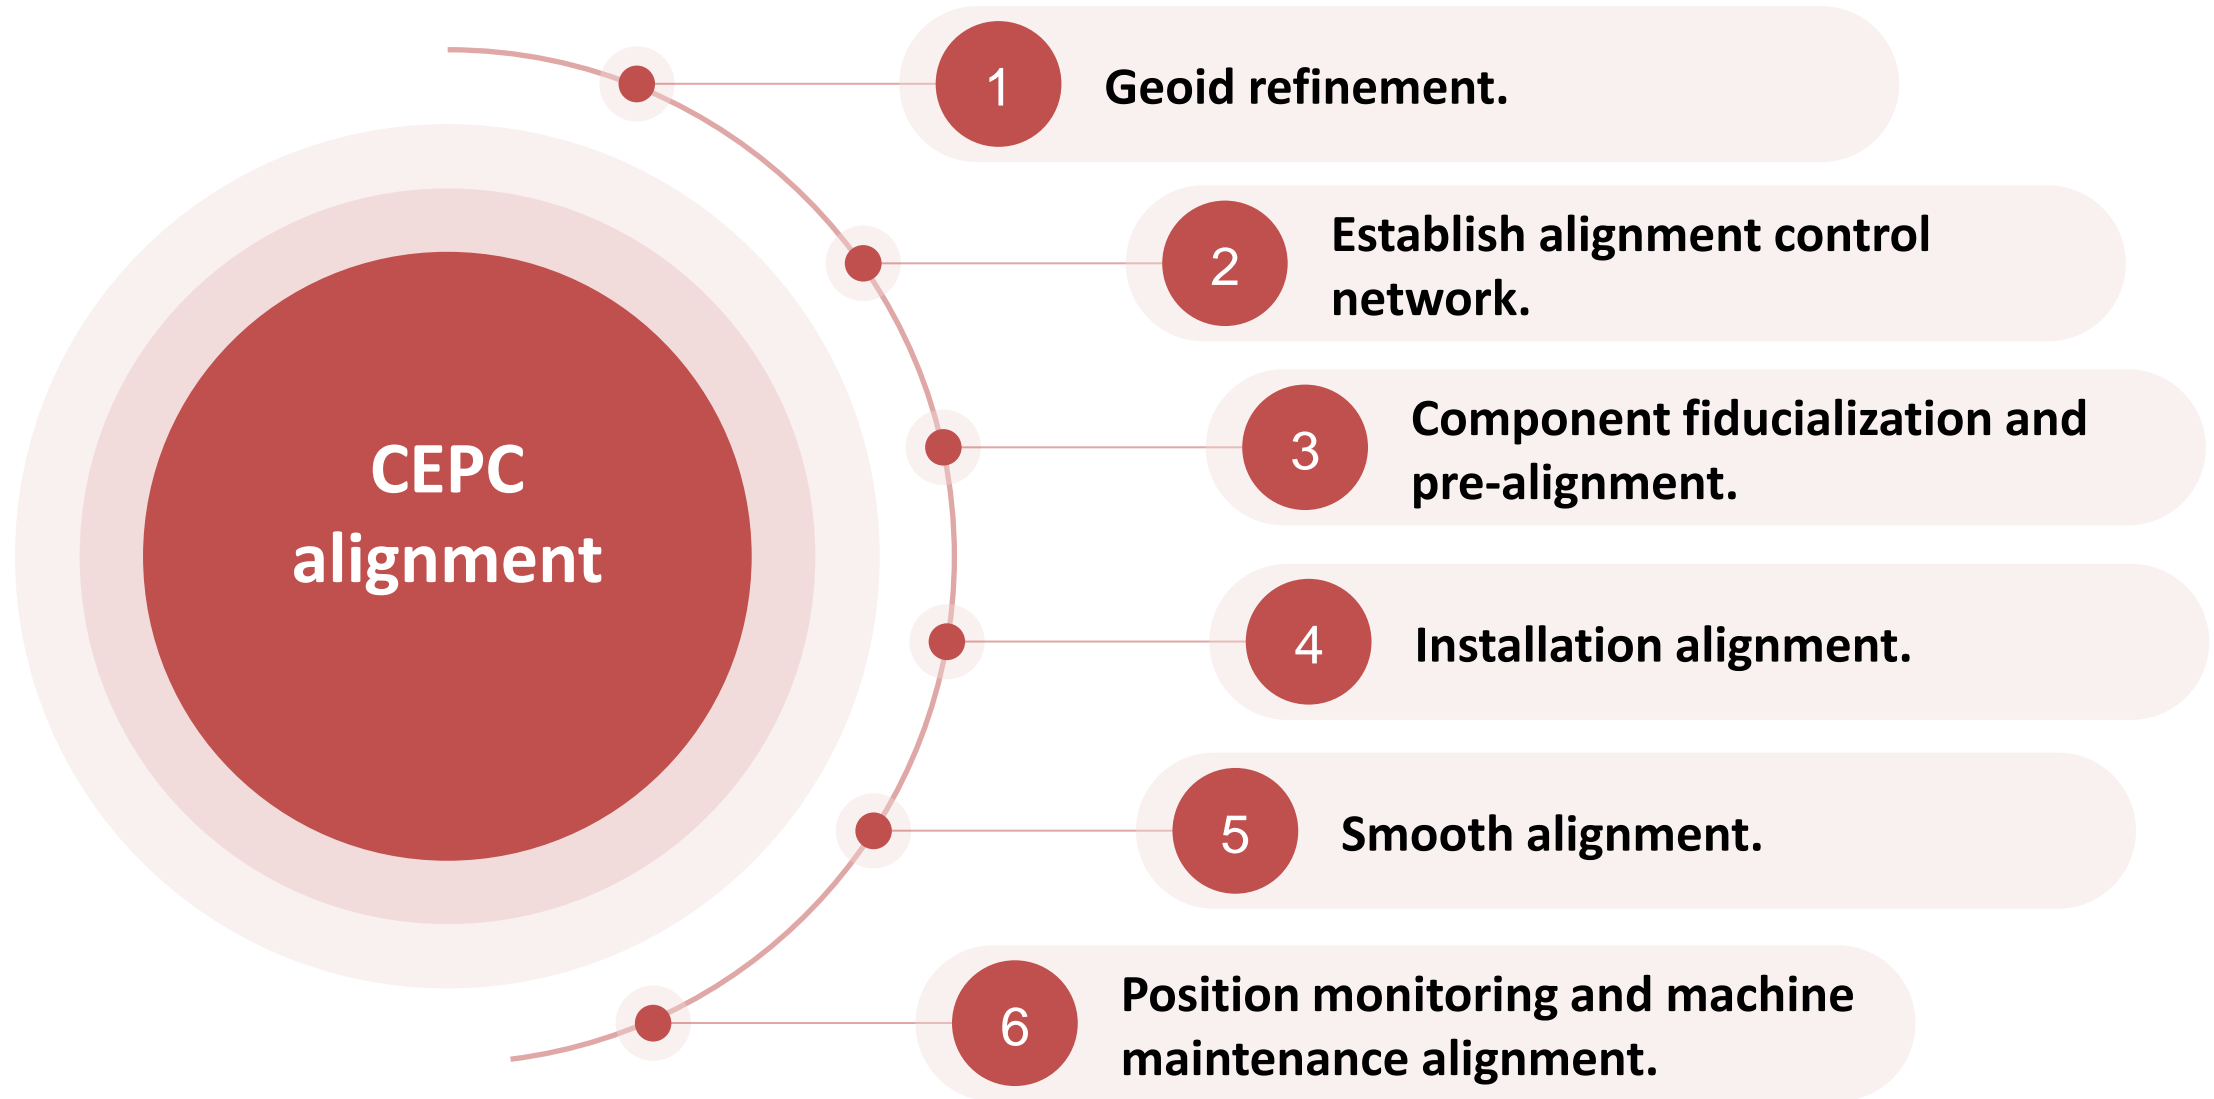 CEPC
alignment
1
Geoid refinement.
2
Establish alignment control
network.
3
Component fiducialization and
pre-alignment.
4
Installation alignment.
5
Smooth alignment.
6
Position monitoring and machine
maintenance alignment.